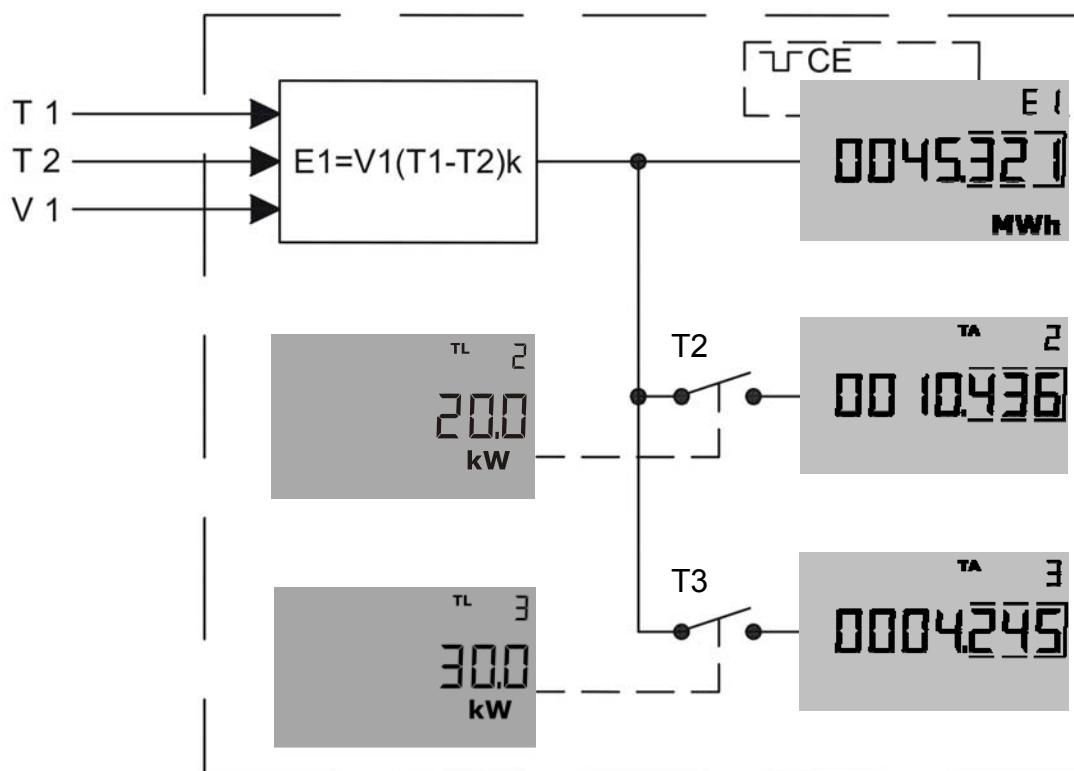 CE
E1
0045.321
MWh
T 1
T 2
V 1
E1=V1(T1-T2)k
TL 2
20.0
kW
T2
TA 2
0010.436
TL 3
30.0
kW
T3
TA 3
0004.245